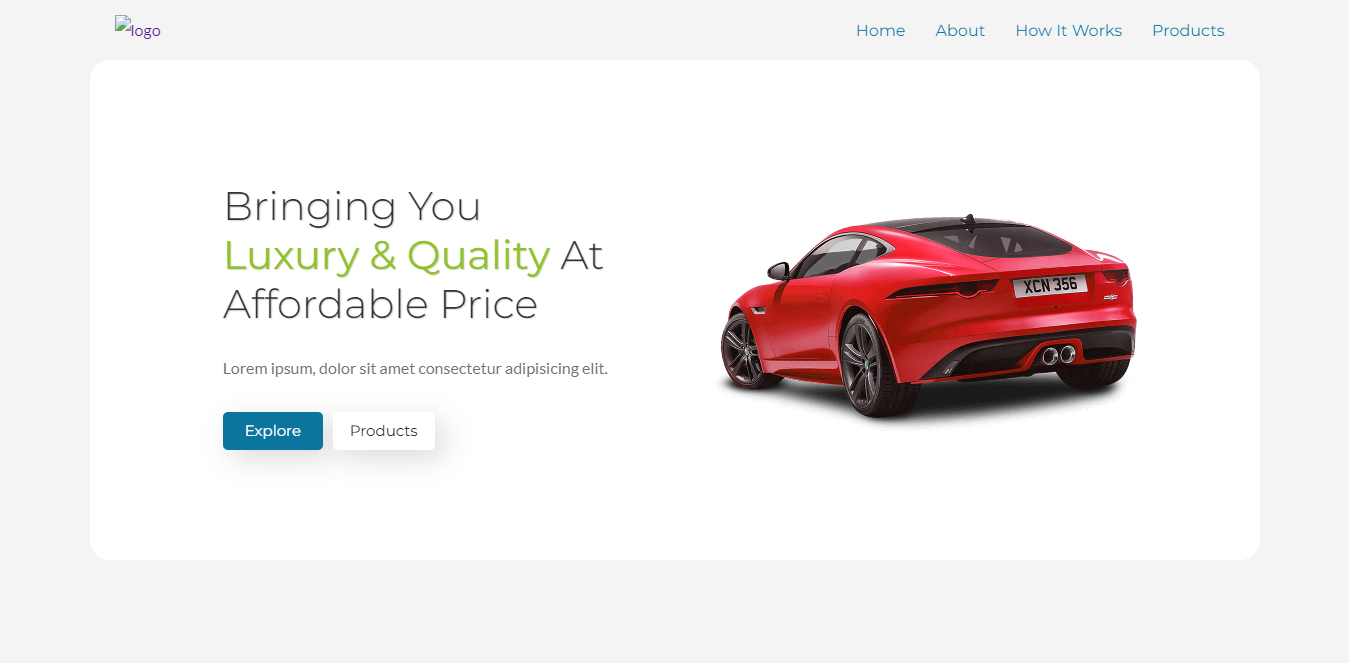 logo
Home About How It Works Products
Bringing You
Luxury & Quality At
Affordable Price
XCN 356
Lorem ipsum, dolor sit amet consectetur adipisicing elit.
Explore Products